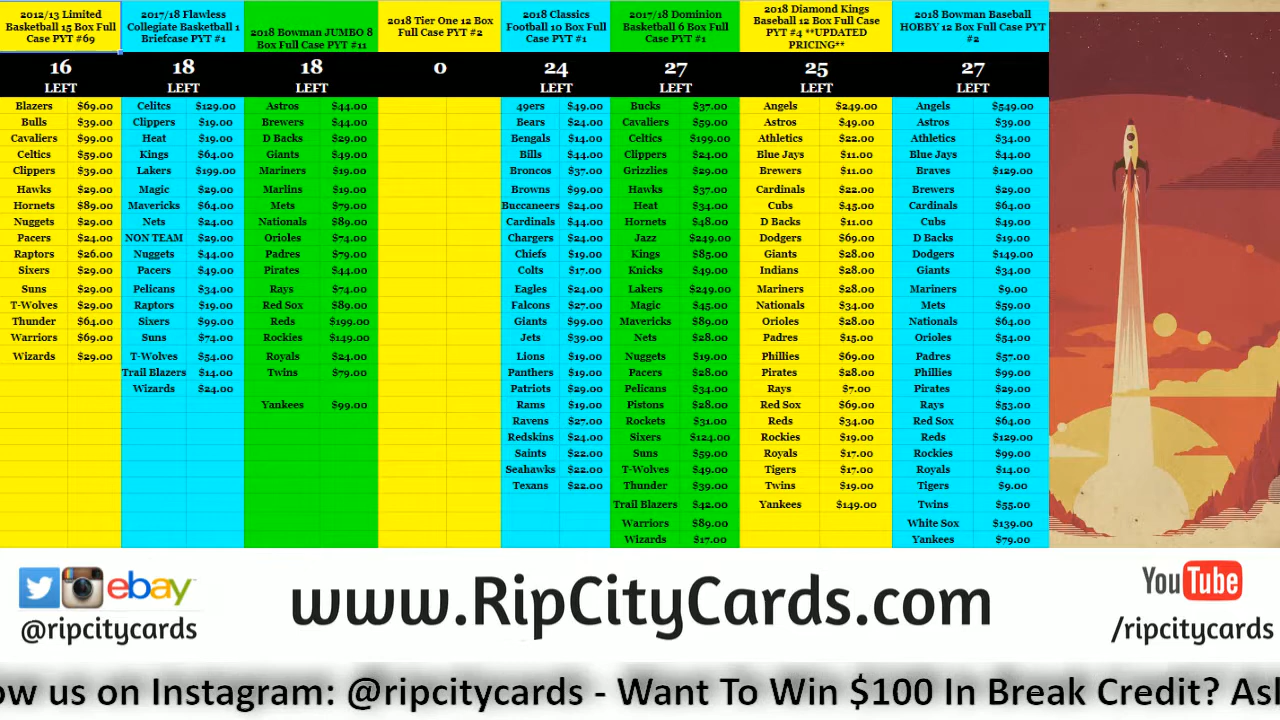 2012/13 Limited
Basketball 15 Box Full
Case PYT #69
16
LEFT
Blazers $69.00
Bulls $39.00
Cavaliers $99.00
Celtics $59.00
Clippers $39.00
Hawks $29.00
Hornets $89.00
Nuggets $29.00
Pacers $24.00
Raptors $26.00
Sixers $29.00
Suns $29.00
T-Wolves $29.00
Thunder $64.00
Warriors $69.00
Wizards $29.00
2017/18 Flawless
Collegiate Basketball 1
Briefcase PYT #1
18
LEFT
Celitcs $129.00
Clippers $19.00
Heat $19.00
Kings $64.00
Lakers $199.00
Magic $29.00
Mavericks $64.00
Nets $24.00
NON TEAM $29.00
Nuggets $44.00
Pacers $49.00
Pelicans $34.00
Raptors $19.00
Sixers $99.00
Suns $74.00
T-Wolves $54.00
Trail Blazers $14.00
Wizards $24.00
2018 Bowman JUMBO 8
Box Full Case PYT #11
18
LEFT
Astros $44.00
Brewers $44.00
D Backs $29.00
Giants $49.00
Mariners $19.00
Marlins $19.00
Mets $79.00
Nationals $89.00
Orioles $74.00
Padres $79.00
Pirates $44.00
Rays $74.00
Red Sox $89.00
Reds $199.00
Rockies $149.00
Royals $24.00
Twins $79.00
Yankees $99.00
2018 Tier One 12 Box
Full Case PYT #2
0
2018 Classics
Football 10 Box Full
Case PYT #1
24
LEFT
49ers $49.00
Bears $24.00
Bengals $14.00
Bills $44.00
Broncos $37.00
Browns $99.00
Buccaneers $24.00
Cardinals $44.00
Chargers $24.00
Chiefs $19.00
Colts $17.00
Eagles $24.00
Falcons $27.00
Giants $99.00
Jets $39.00
Lions $19.00
Panthers $19.00
Patriots $29.00
Rams $19.00
Ravens $27.00
Redskins $24.00
Saints $22.00
Seahawks $22.00
Texans $22.00
2017/18 Dominion
Basketball 6 Box Full
Case PYT #1
27
LEFT
Bucks $37.00
Cavaliers $59.00
Celtics $199.00
Clippers $24.00
Grizzlies $29.00
Hawks $37.00
Heat $34.00
Hornets $48.00
Jazz $249.00
Kings $85.00
Knicks $49.00
Lakers $249.00
Magic $45.00
Mavericks $89.00
Nets $28.00
Nuggets $19.00
Pacers $28.00
Pelicans $34.00
Pistons $28.00
Rockets $31.00
Sixers $124.00
Suns $59.00
T-Wolves $49.00
Thunder $39.00
Trail Blazers $42.00
Warriors $89.00
Wizards $17.00
2018 Diamond Kings
Baseball 12 Box Full Case
PYT #4 **UPDATED
PRICING**
25
LEFT
Angels $249.00
Astros $49.00
Athletics $22.00
Blue Jays $11.00
Brewers $11.00
Cardinals $22.00
Cubs $45.00
D Backs $11.00
Dodgers $69.00
Giants $28.00
Indians $28.00
Mariners $28.00
Nationals $34.00
Orioles $28.00
Padres $15.00
Phillies $69.00
Pirates $28.00
Rays $7.00
Red Sox $69.00
Reds $34.00
Rockies $19.00
Royals $17.00
Tigers $17.00
Twins $19.00
Yankees $149.00
2018 Bowman Baseball
HOBBY 12 Box Full Case PYT
#2
27
LEFT
Angels $549.00
Astros $39.00
Athletics $34.00
Blue Jays $44.00
Braves $129.00
Brewers $29.00
Cardinals $64.00
Cubs $49.00
D Backs $19.00
Dodgers $149.00
Giants $34.00
Mariners $9.00
Mets $59.00
Nationals $64.00
Orioles $54.00
Padres $57.00
Phillies $99.00
Pirates $29.00
Rays $53.00
Red Sox $64.00
Reds $129.00
Rockies $99.00
Royals $14.00
Tigers $9.00
Twins $55.00
White Sox $139.00
Yankees $79.00
ebay
@ripcitycards
www.RipCityCards.com
YouTube
/ripcitycards
ow us on Instagram: @ripcitycards - Want To Win $100 In Break Credit? Ask